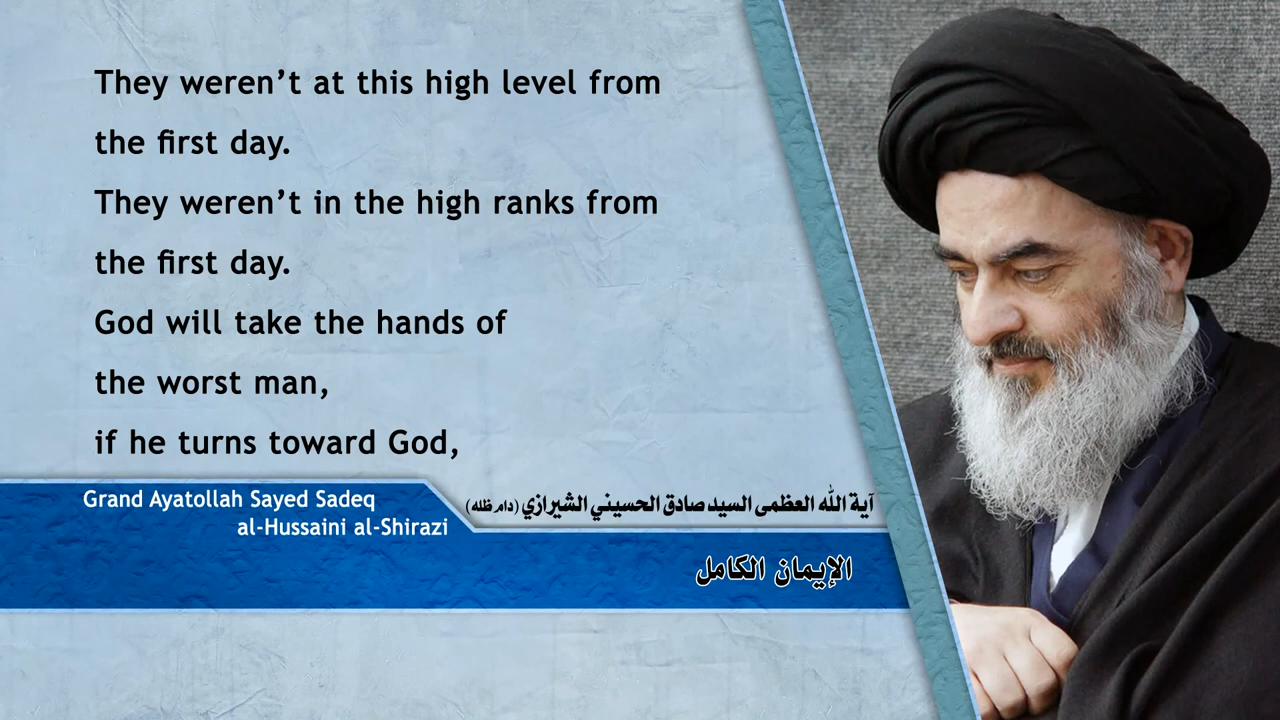 They weren’t at this high level from
the first day.
They weren’t in the high ranks from
the first day.
God will take the hands of
the worst man,
if he turns toward God,
Grand Ayatollah Sayed Sadeq
al-Hussaini al-Shirazi
آية الله العظمى السيد صادق الحسيني الشيرازي (دام ظله)
الإيمان الكامل